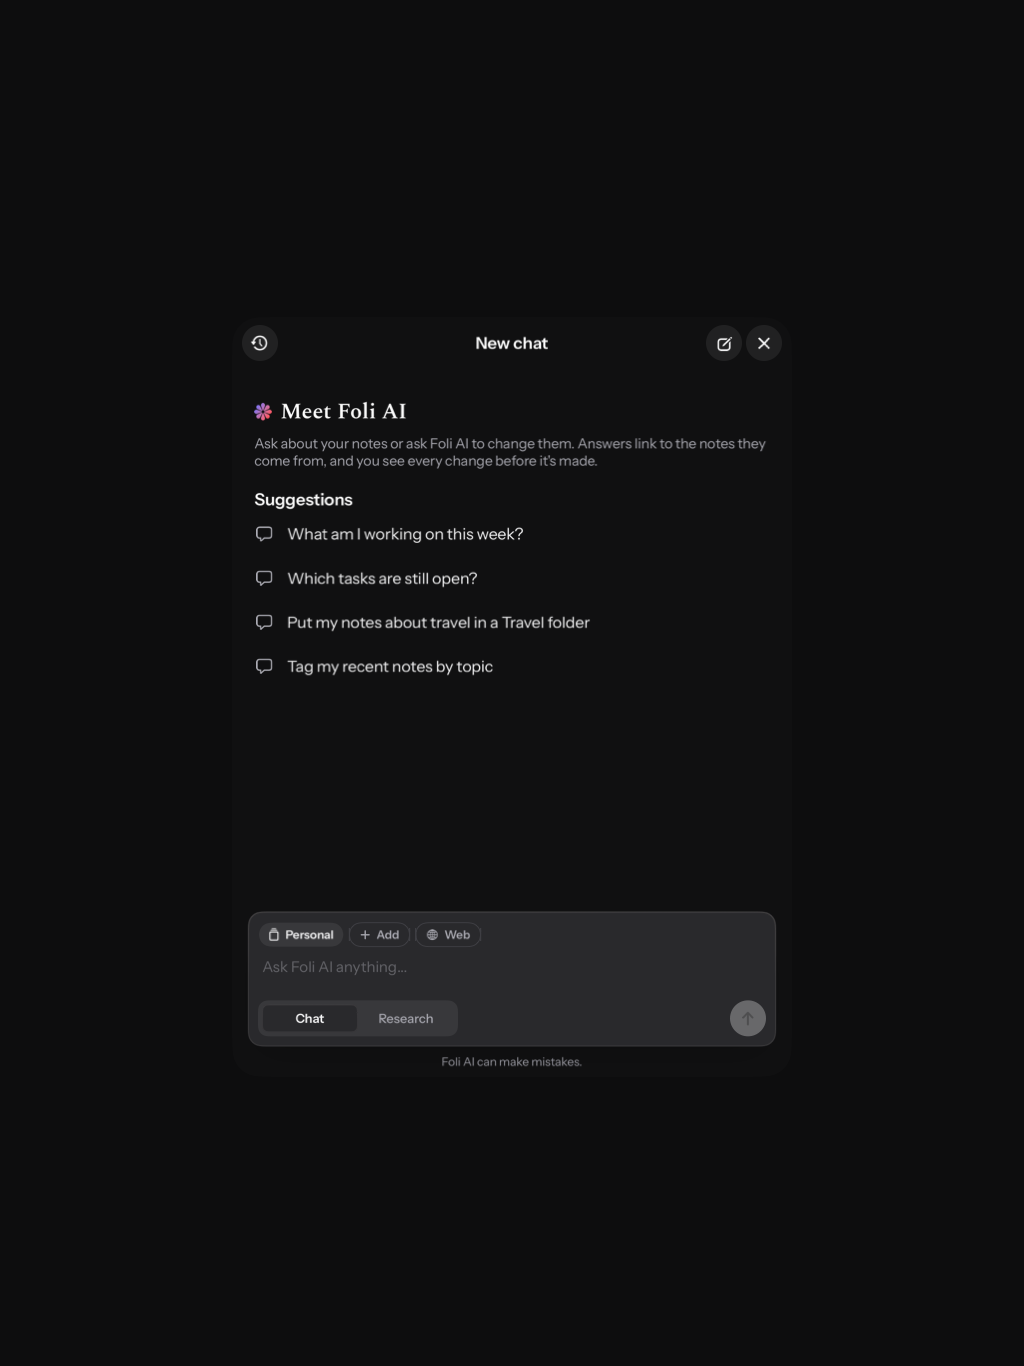 New chat
Meet Foli AI
Ask about your notes or ask Foli AI to change them. Answers link to the notes they
come from, and you see every change before it's made.
Suggestions
What am I working on this week?
Which tasks are still open?
Put my notes about travel in a Travel folder
Tag my recent notes by topic
Personal
Add
Web
Ask Foli AI anything...
Chat
Research
Foli AI can make mistakes.